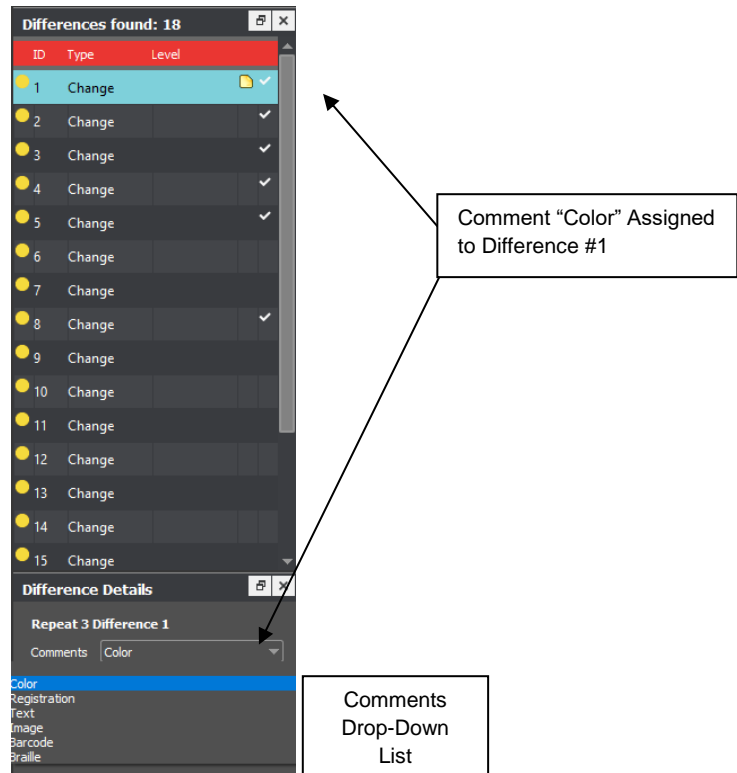 Differences found: 18
ID Type Level
1 Change
2 Change
3 Change
4 Change
5 Change
6 Change
7 Change
8 Change
9 Change
10 Change
11 Change
12 Change
13 Change
14 Change
15 Change
Comment “Color” Assigned
to Difference #1
Difference Details
Repeat 3 Difference 1
Comments Color
Color
Registration
Text
Image
Barcode
Braille
Comments
Drop-Down
List